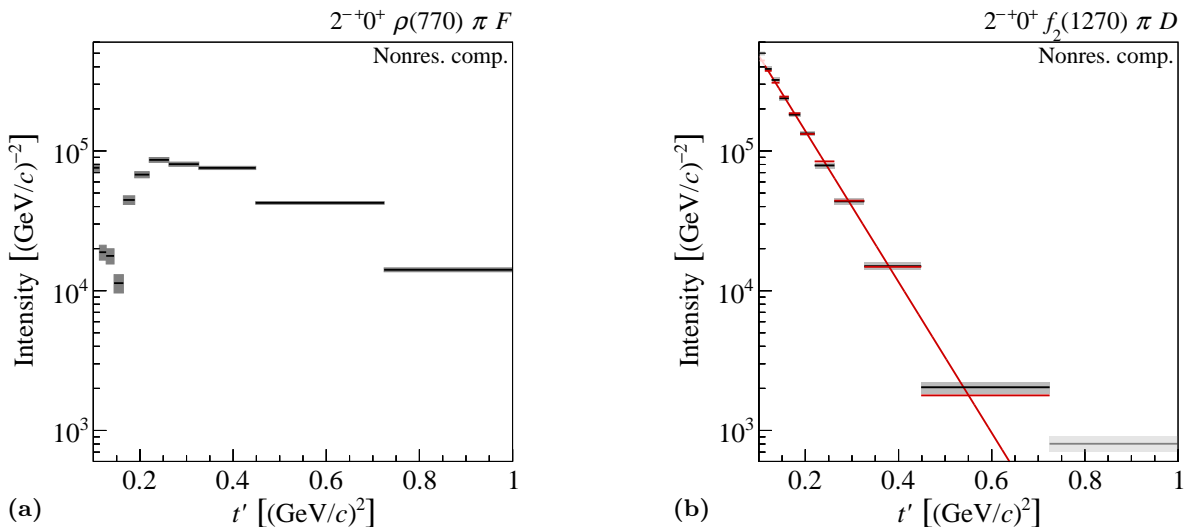 2⁻⁺0⁺ ρ(770) π F
Nonres. comp.
Intensity [(GeV/c)⁻²]
10⁵
10⁴
10³
0.2 0.4 0.6 0.8 1
t′ [(GeV/c)²]
(a)
2⁻⁺0⁺ f₂(1270) π D
Nonres. comp.
Intensity [(GeV/c)⁻²]
10⁵
10⁴
10³
0.2 0.4 0.6 0.8 1
t′ [(GeV/c)²]
(b)